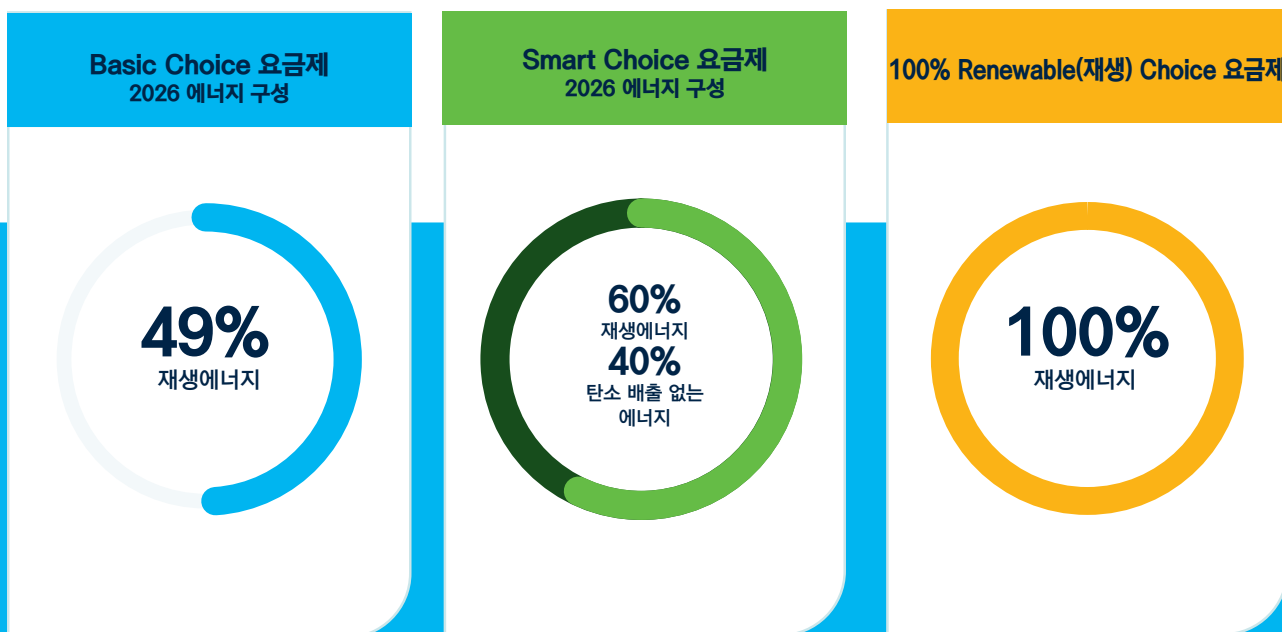 Basic Choice 요금제
2026 에너지 구성
49%
재생에너지
Smart Choice 요금제
2026 에너지 구성
60%
재생에너지
40%
탄소 배출 없는
에너지
100% Renewable(재생) Choice 요금제
100%
재생에너지